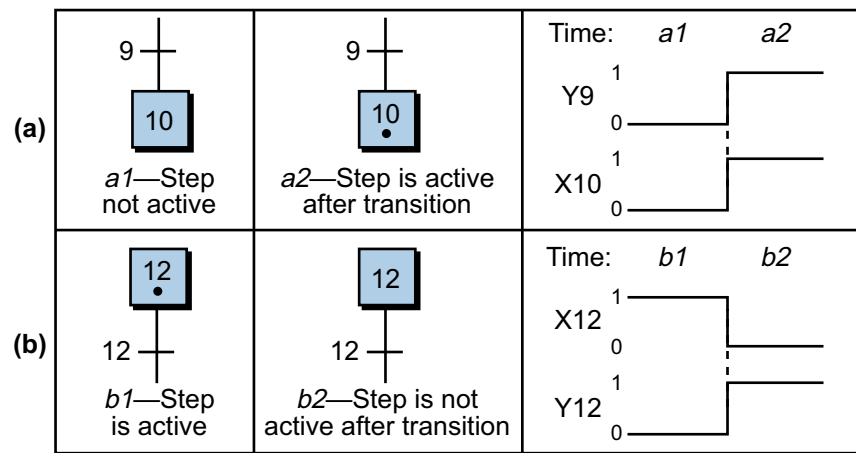 (a)
9
10
a1—Step
not active
9
10
a2—Step is active
after transition
Time: a1 a2
1
Y9
0
1
X10
0
(b)
12
12
b1—Step
is active
12
12
b2—Step is not
active after transition
Time: b1 b2
1
X12
0
1
Y12
0